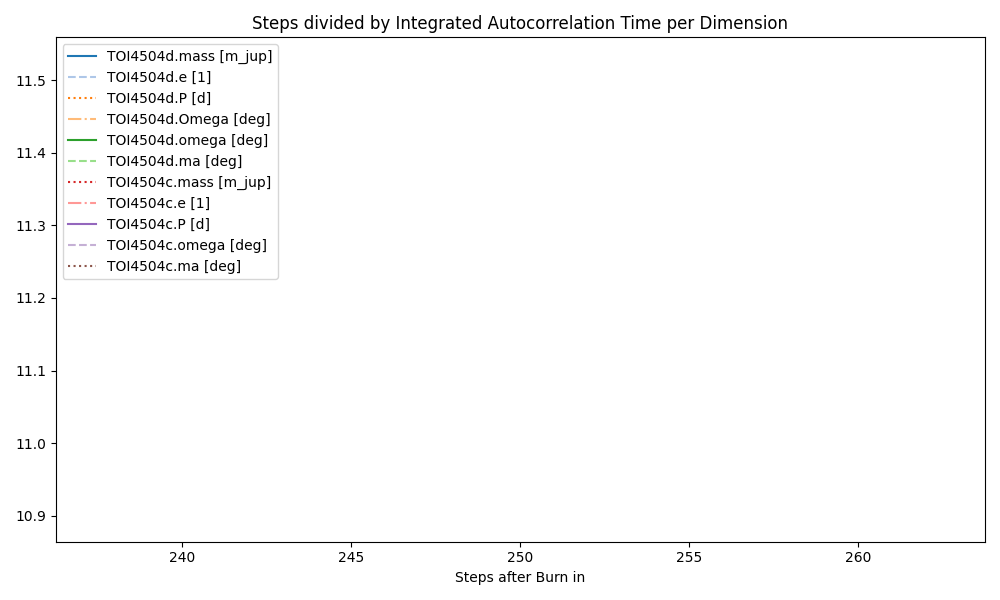 Steps divided by Integrated Autocorrelation Time per Dimension
TOI4504d.mass [m_jup]
TOI4504d.e [1]
TOI4504d.P [d]
TOI4504d.Omega [deg]
TOI4504d.omega [deg]
TOI4504d.ma [deg]
TOI4504c.mass [m_jup]
TOI4504c.e [1]
TOI4504c.P [d]
TOI4504c.omega [deg]
TOI4504c.ma [deg]
11.5
11.4
11.3
11.2
11.1
11.0
10.9
240 245 250 255 260
Steps after Burn in